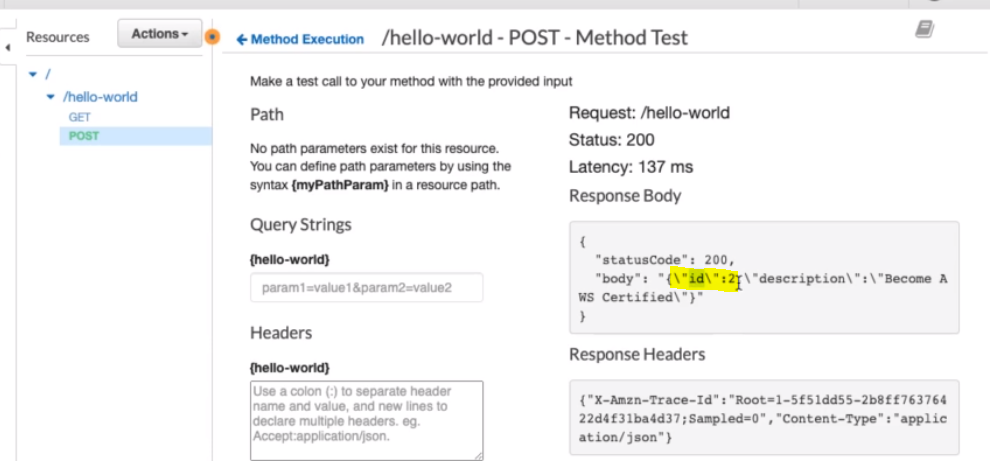 Resources
Actions
/
/hello-world
GET
POST
Method Execution
/hello-world - POST - Method Test
Make a test call to your method with the provided input
Path
No path parameters exist for this resource.
You can define path parameters by using the
syntax {myPathParam} in a resource path.
Query Strings
{hello-world}
param1=value1&param2=value2
Headers
{hello-world}
Use a colon (:) to separate header
name and value, and new lines to
declare multiple headers. eg.
Accept:application/json.
Request: /hello-world
Status: 200
Latency: 137 ms
Response Body
{
"statusCode": 200,
"body": "{\"id\":2,\"description\":\"Become A
WS Certified\"}"
}
Response Headers
{"X-Amzn-Trace-Id":"Root=1-5f51dd55-2b8ff763764
22d4f31ba4d37;Sampled=0","Content-Type":"applic
ation/json"}